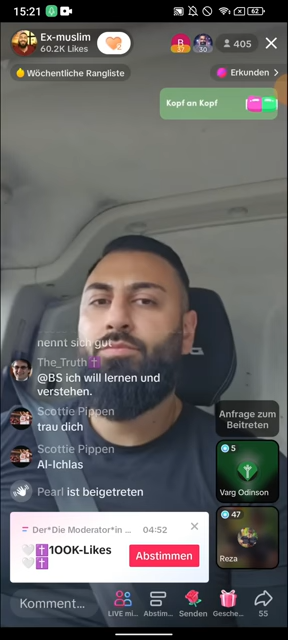 15:21
62
Ex-muslim
60.2K Likes
B
37
30
405
Wöchentliche Rangliste
Erkunden >
Kopf an Kopf
nennt sich gut
The_Truth
@BS ich will lernen und
verstehen.
Scottie Pippen
trau dich
Scottie Pippen
Al-Ichlas
Pearl ist beigetreten
Anfrage zum
Beitreten
5
Varg Odinson
47
Reza
Der*Die Moderator*in ...
04:52
100K-Likes
Abstimmen
Komment...
LIVE mi...
Abstim...
Senden
Gesche...
55